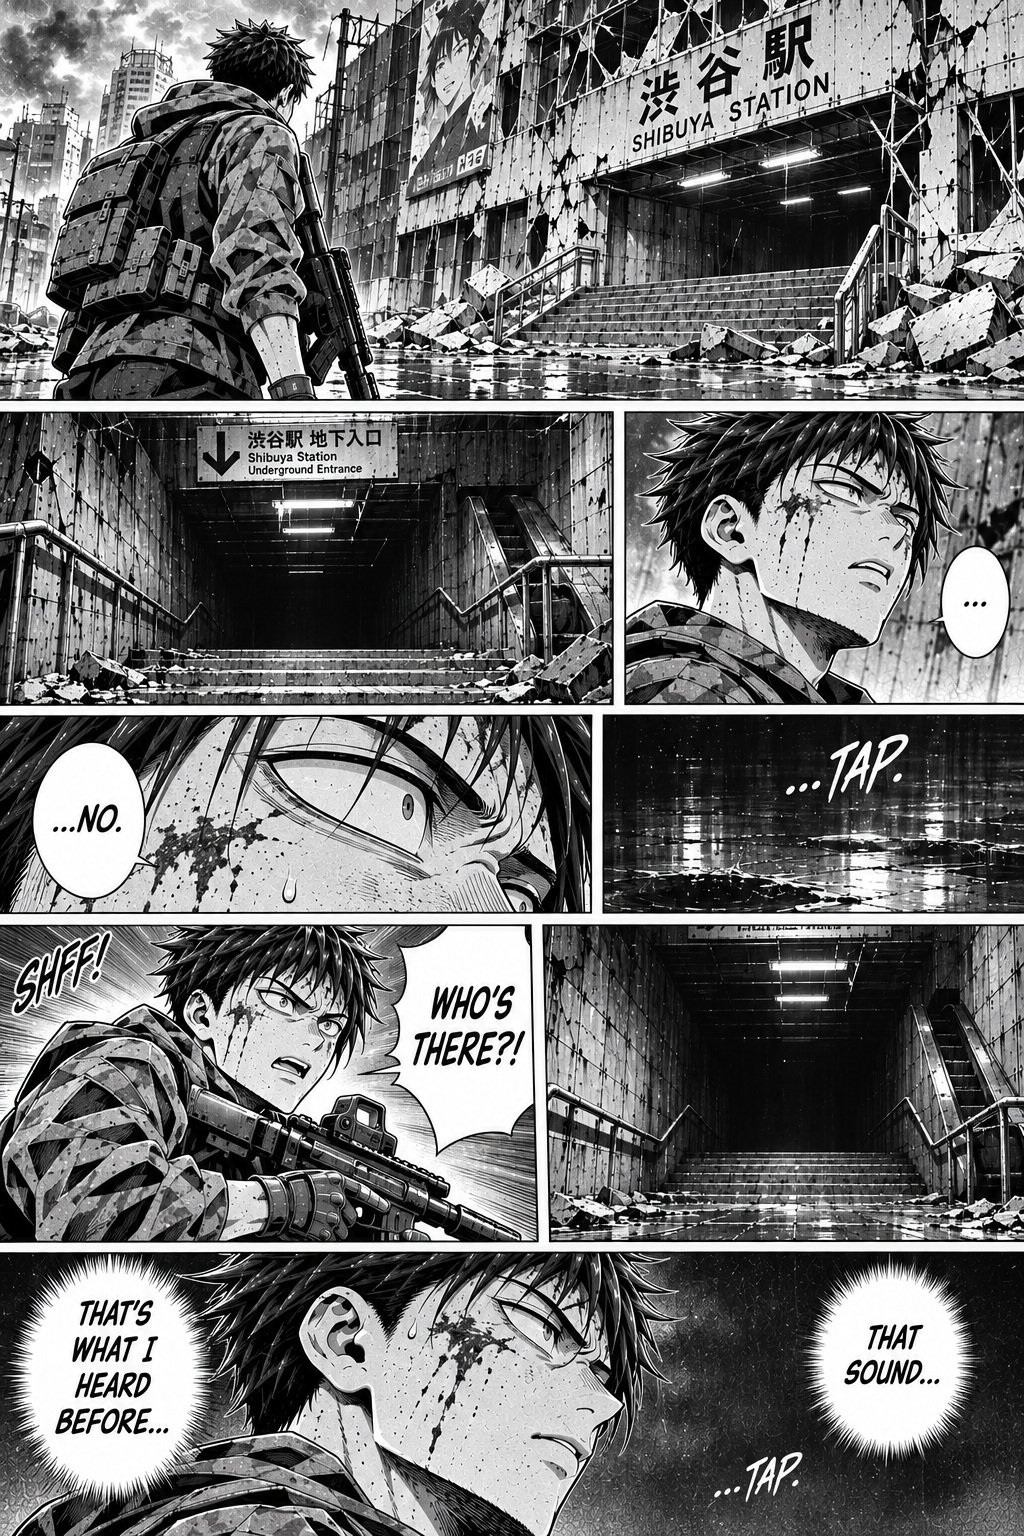 渋谷駅
SHIBUYA STATION
渋谷駅 地下入口
Shibuya Station
Underground Entrance
...
...NO.
...TAP.
SHFF!
WHO'S
THERE?!
THAT'S
WHAT I
HEARD
BEFORE...
THAT
SOUND...
...TAP.